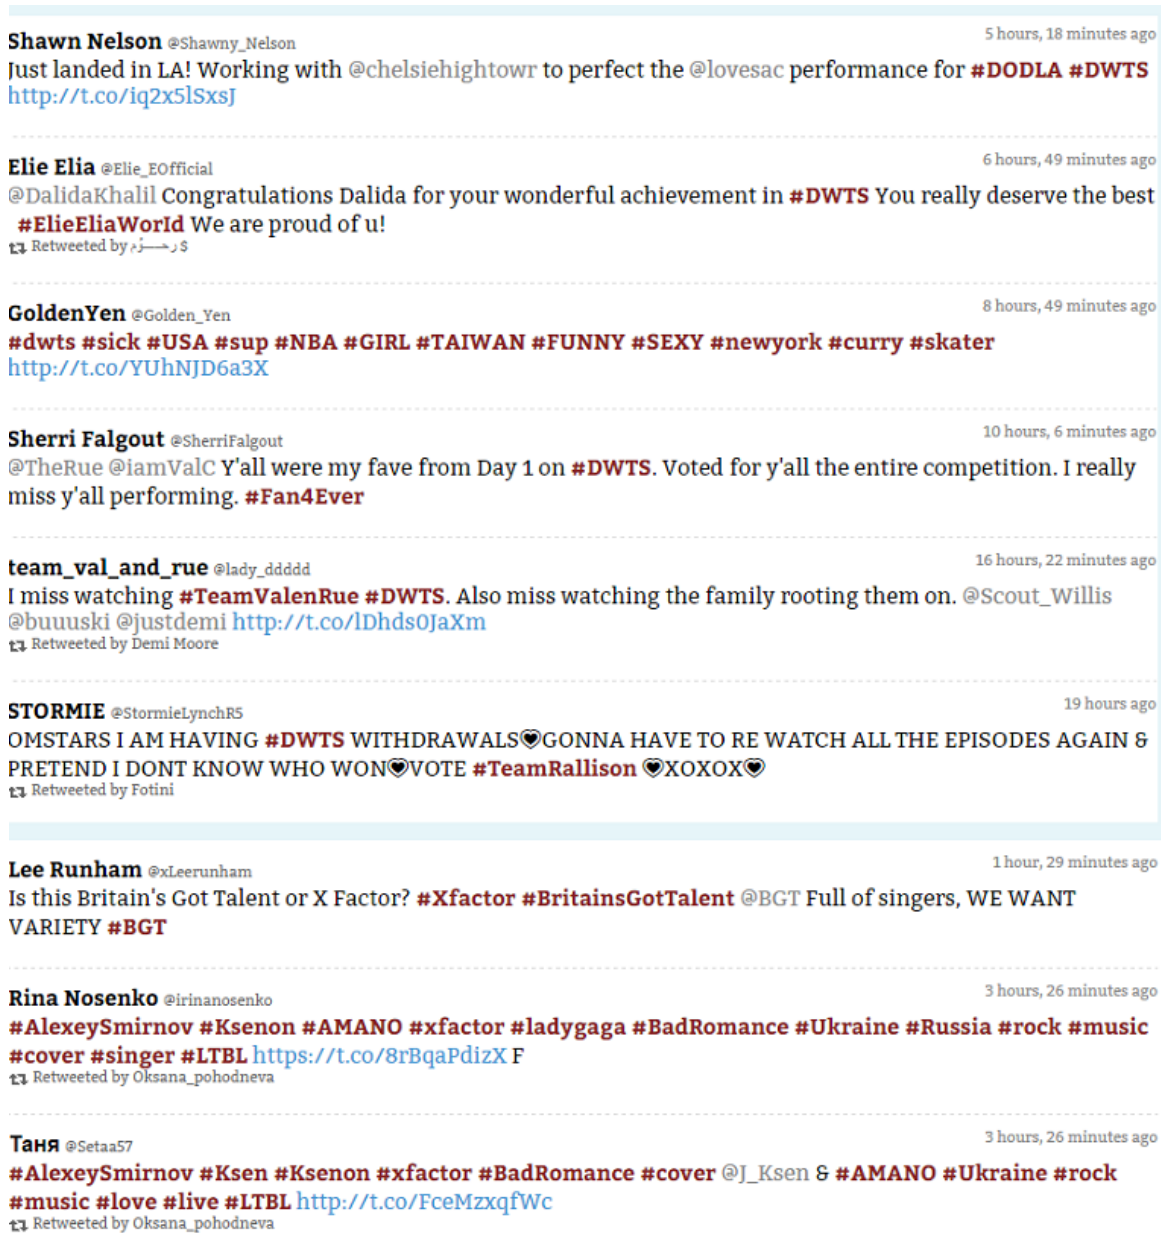 Shawn Nelson @Shawny_Nelson 5 hours, 18 minutes ago
Just landed in LA! Working with @chelsiehightowr to perfect the @lovesac performance for #DODLA #DWTS
http://t.co/iq2x5lSxsJ
Elie Elia @Elie_EOfficial 6 hours, 49 minutes ago
@DalidaKhalil Congratulations Dalida for your wonderful achievement in #DWTS You really deserve the best
#ElieEliaWorId We are proud of u!
Retweeted by $
GoldenYen @Golden_Yen 8 hours, 49 minutes ago
#dwts #sick #USA #sup #NBA #GIRL #TAIWAN #FUNNY #SEXY #newyork #curry #skater
http://t.co/YUhNJD6a3X
Sherri Falgout @SherriFalgout 10 hours, 6 minutes ago
@TheRue @iamValC Y'all were my fave from Day 1 on #DWTS. Voted for y'all the entire competition. I really
miss y'all performing. #Fan4Ever
team_val_and_rue @lady_ddddd 16 hours, 22 minutes ago
I miss watching #TeamValenRue #DWTS. Also miss watching the family rooting them on. @Scout_Willis
@buuuski @justdemi http://t.co/lDhds0JaXm
Retweeted by Demi Moore
STORMIE @StormieLynchR5 19 hours ago
OMSTARS I AM HAVING #DWTS WITHDRAWALS💟GONNA HAVE TO RE WATCH ALL THE EPISODES AGAIN &
PRETEND I DONT KNOW WHO WON💟VOTE #TeamRallison 💟XOXOX💟
Retweeted by Fotini
Lee Runham @xLeerunham 1 hour, 29 minutes ago
Is this Britain's Got Talent or X Factor? #Xfactor #BritainsGotTalent @BGT Full of singers, WE WANT
VARIETY #BGT
Rina Nosenko @irinanosenko 3 hours, 26 minutes ago
#AlexeySmirnov #Ksenon #AMANO #xfactor #ladygaga #BadRomance #Ukraine #Russia #rock #music
#cover #singer #LTBL https://t.co/8rBqaPdizX F
Retweeted by Oksana_pohodneva
Таня @Setaa57 3 hours, 26 minutes ago
#AlexeySmirnov #Ksen #Ksenon #xfactor #BadRomance #cover @J_Ksen & #AMANO #Ukraine #rock
#music #love #live #LTBL http://t.co/FceMzxqfWc
Retweeted by Oksana_pohodneva